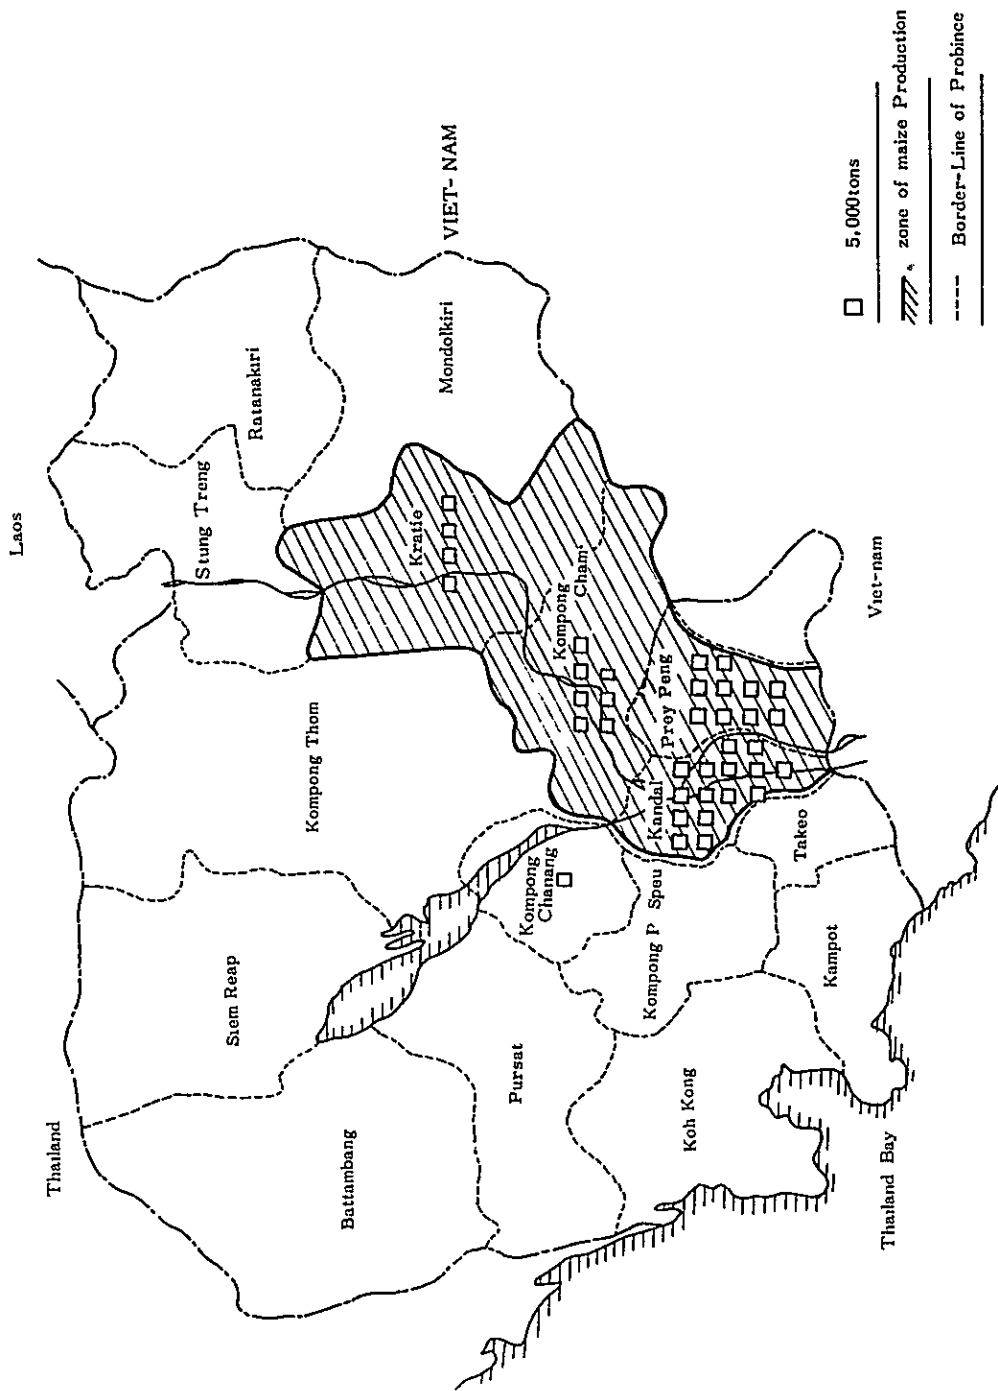 Thailand
Laos
Stung Treng
Ratanakiri
Siem Reap
Kompong Thom
Battambang
Kratie
Mondolkiri
VIET-NAM
Pursat
Kompong
Chanang
Kompong
Cham
Koh Kong
Kompong P Speu
Kandal
Prey Peng
Kampot
Takeo
Viet-nam
Thailand Bay
5.000tons
zone of maize Production
Border-Line of Probince